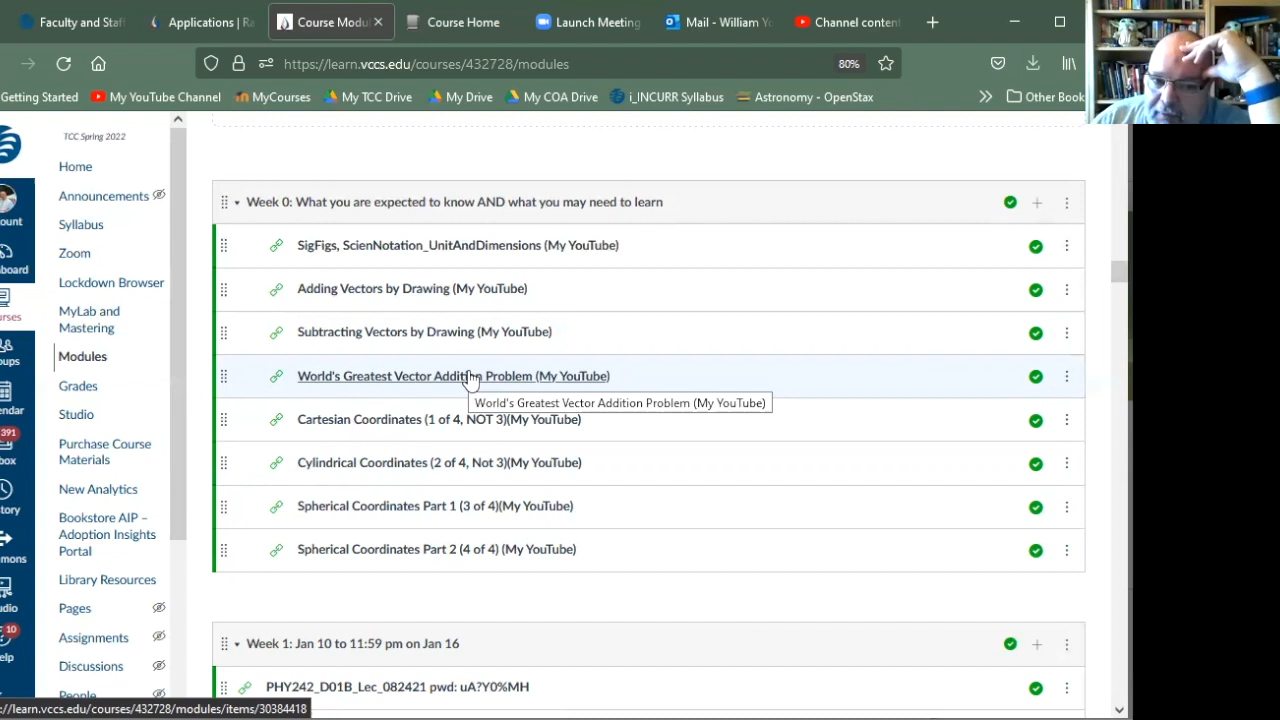 Faculty and Staff
Applications | Ra
Course Modul
Course Home
Launch Meeting
Mail - William Yo
Channel content
https://learn.vccs.edu/courses/432728/modules
80%
Getting Started
My YouTube Channel
MyCourses
My TCC Drive
My Drive
My COA Drive
i_INCURR Syllabus
Astronomy - OpenStax
Other Book
TCC Spring 2022
Home
Announcements
Syllabus
Zoom
Lockdown Browser
MyLab and
Mastering
Modules
Grades
Studio
Purchase Course
Materials
New Analytics
Bookstore AIP –
Adoption Insights
Portal
Library Resources
Pages
Assignments
Discussions
People
ount
board
urses
oups
endar
391
box
story
mmons
udio
10
elp
Week 0: What you are expected to know AND what you may need to learn
SigFigs, ScienNotation_UnitAndDimensions (My YouTube)
Adding Vectors by Drawing (My YouTube)
Subtracting Vectors by Drawing (My YouTube)
World's Greatest Vector Addition Problem (My YouTube)
World's Greatest Vector Addition Problem (My YouTube)
Cartesian Coordinates (1 of 4, NOT 3)(My YouTube)
Cylindrical Coordinates (2 of 4, Not 3)(My YouTube)
Spherical Coordinates Part 1 (3 of 4)(My YouTube)
Spherical Coordinates Part 2 (4 of 4) (My YouTube)
Week 1: Jan 10 to 11:59 pm on Jan 16
PHY242_D01B_Lec_082421 pwd: uA?Y0%MH
://learn.vccs.edu/courses/432728/modules/items/30384418